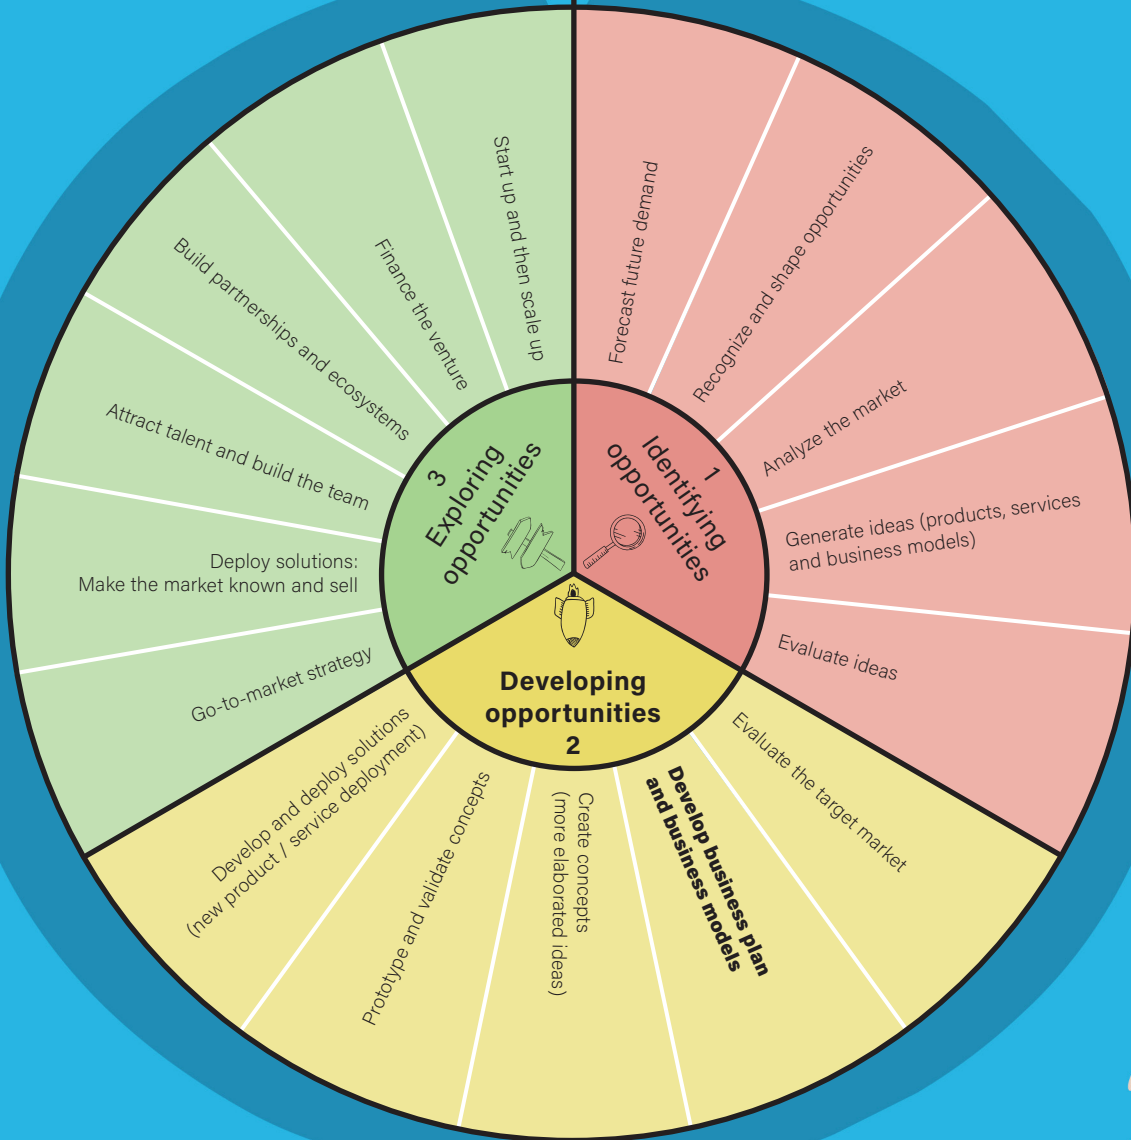 1
Identifying
opportunities
Forecast future demand
Recognize and shape opportunities
Analyze the market
Generate ideas (products, services
and business models)
Evaluate ideas
Developing
opportunities
2
Evaluate the target market
Develop business plan
and business models
Create concepts
(more elaborated ideas)
Prototype and validate concepts
Develop and deploy solutions
(new product / service deployment)
3
Exploring
opportunities
Go-to-market strategy
Deploy solutions:
Make the market known and sell
Attract talent and build the team
Build partnerships and ecosystems
Finance the venture
Start up and then scale up